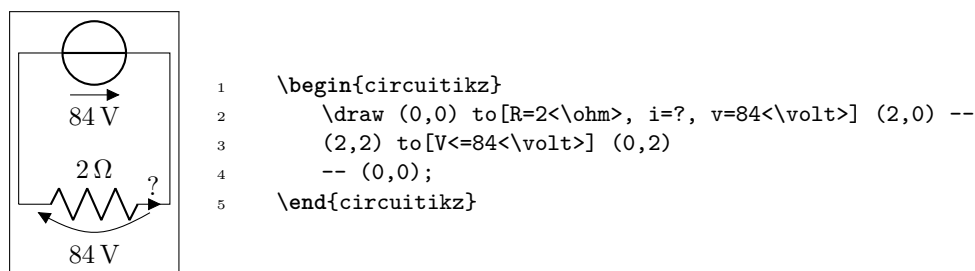 84 V
2 Ω
?
84 V
1 \begin{circuitikz}
2 \draw (0,0) to[R=2<\ohm>, i=?, v=84<\volt>] (2,0) --
3 (2,2) to[V<=84<\volt>] (0,2)
4 -- (0,0);
5 \end{circuitikz}